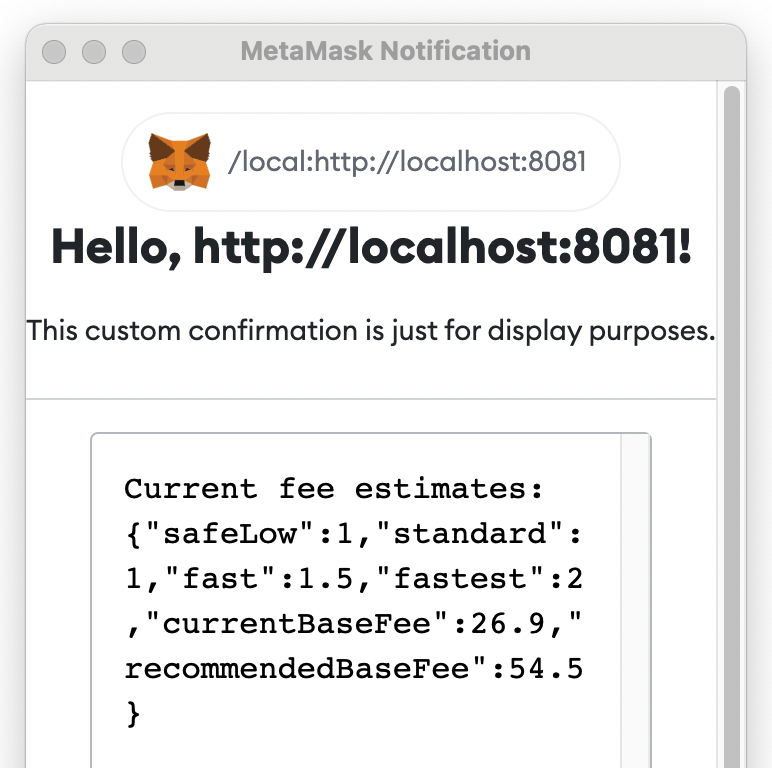 MetaMask Notification
/local:http://localhost:8081
Hello, http://localhost:8081!
This custom confirmation is just for display purposes.
Current fee estimates:
{"safeLow":1,"standard":
1,"fast":1.5,"fastest":2
,"currentBaseFee":26.9,"
recommendedBaseFee":54.5
}